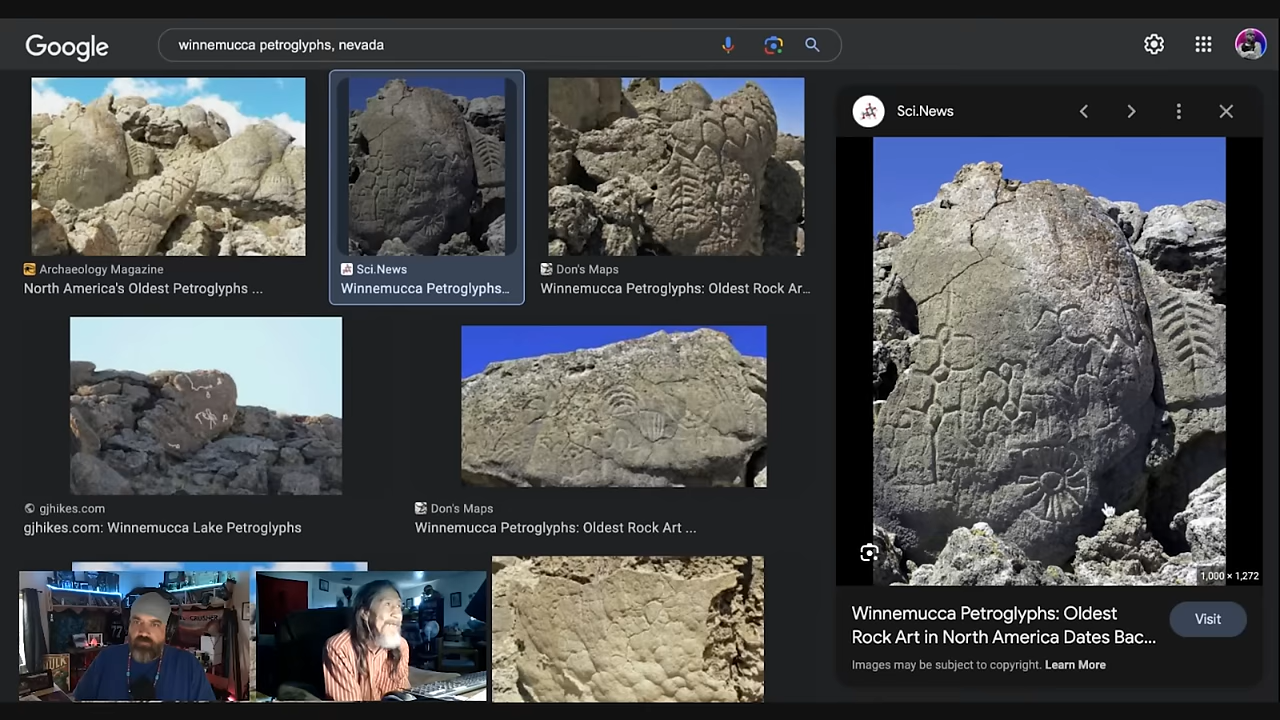 Google
winnemucca petroglyphs, nevada
Archaeology Magazine
North America's Oldest Petroglyphs ...
Sci.News
Winnemucca Petroglyphs...
Don's Maps
Winnemucca Petroglyphs: Oldest Rock Ar...
gjhikes.com
gjhikes.com: Winnemucca Lake Petroglyphs
Don's Maps
Winnemucca Petroglyphs: Oldest Rock Art ...
Sci.News
1,000 × 1,272
Winnemucca Petroglyphs: Oldest
Rock Art in North America Dates Bac...
Visit
Images may be subject to copyright. Learn More